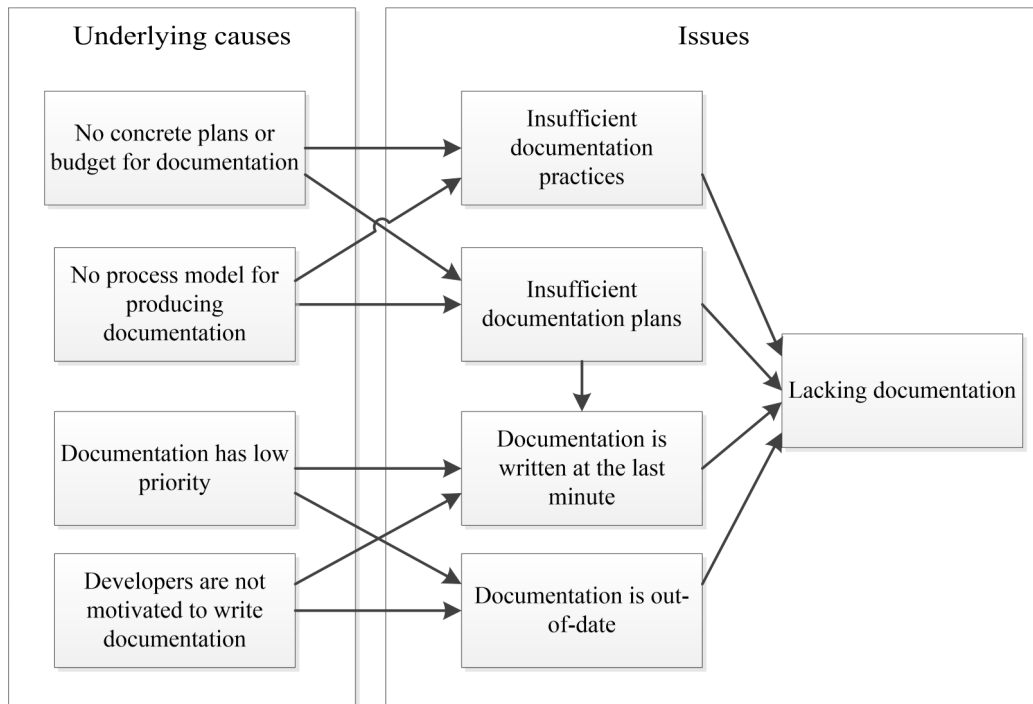 Underlying causes
Issues
No concrete plans or
budget for documentation
Insufficient
documentation
practices
No process model for
producing
documentation
Insufficient
documentation plans
Lacking documentation
Documentation has low
priority
Documentation is
written at the last
minute
Developers are not
motivated to write
documentation
Documentation is out-
of-date